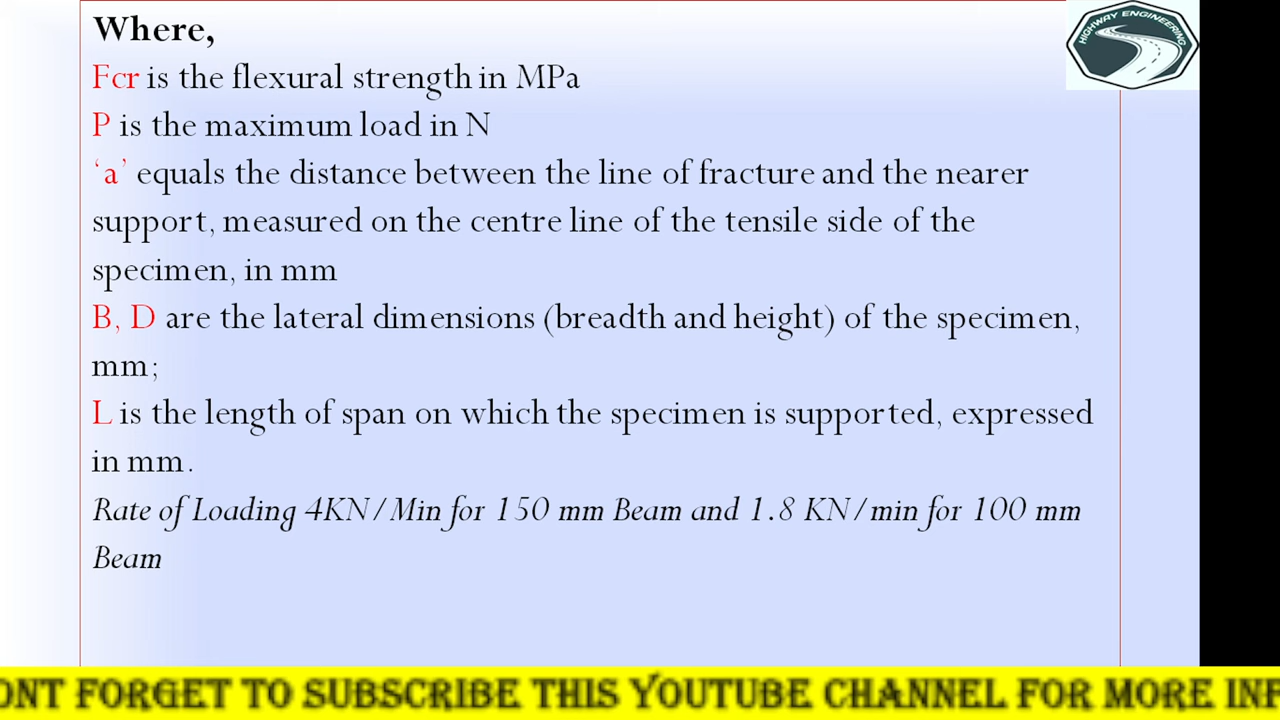 Where,
Fcr is the flexural strength in MPa
P is the maximum load in N
‘a’ equals the distance between the line of fracture and the nearer
support, measured on the centre line of the tensile side of the
specimen, in mm
B, D are the lateral dimensions (breadth and height) of the specimen,
mm;
L is the length of span on which the specimen is supported, expressed
in mm.
Rate of Loading 4KN/Min for 150 mm Beam and 1.8 KN/min for 100 mm
Beam
HIGHWAY ENGINEERING
ONT FORGET TO SUBSCRIBE THIS YOUTUBE CHANNEL FOR MORE INF